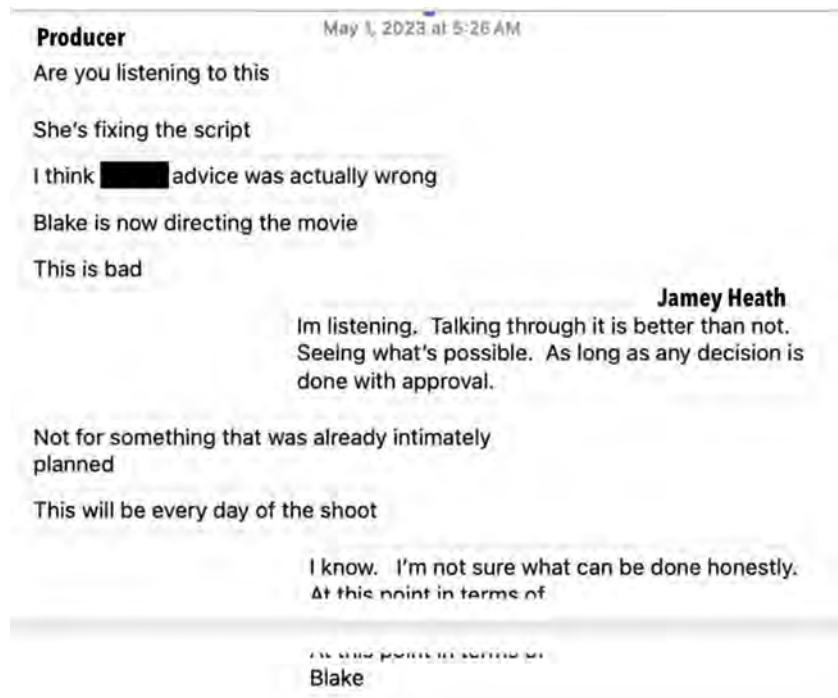 May 1, 2023 at 5:26 AM
Producer
Are you listening to this
She's fixing the script
I think advice was actually wrong
Blake is now directing the movie
This is bad
Jamey Heath
Im listening. Talking through it is better than not.
Seeing what's possible. As long as any decision is
done with approval.
Not for something that was already intimately
planned
This will be every day of the shoot
I know. I'm not sure what can be done honestly.
At this point in terms of
At this point in terms of
Blake